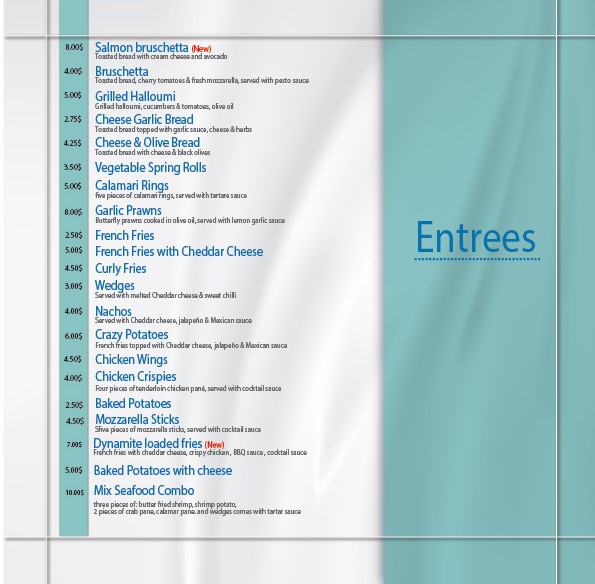 8.00$ Salmon bruschetta (New)
Toasted bread with cream cheese and avocado
4.00$ Bruschetta
Toasted bread, cherry tomatoes & fresh mozzarella, served with pesto sauce
5.00$ Grilled Halloumi
Grilled halloumi, cucumbers & tomatoes, olive oil
2.75$ Cheese Garlic Bread
Toasted bread topped with garlic sauce, cheese & herbs
4.25$ Cheese & Olive Bread
Toasted bread with cheese & black olives
3.50$ Vegetable Spring Rolls
5.00$ Calamari Rings
five pieces of calamari rings, served with tartare sauce
8.00$ Garlic Prawns
Butterfly prawns cooked in olive oil, served with lemon garlic sauce
2.50$ French Fries
5.00$ French Fries with Cheddar Cheese
4.50$ Curly Fries
3.00$ Wedges
Served with melted Cheddar cheese & sweet chilli
4.00$ Nachos
Served with Cheddar cheese, jalapeño & Mexican sauce
6.00$ Crazy Potatoes
French fries topped with Cheddar cheese, jalapeño & Mexican sauce
4.50$ Chicken Wings
4.00$ Chicken Crispies
Four pieces of tenderloin chicken pané, served with cocktail sauce
2.50$ Baked Potatoes
4.50$ Mozzarella Sticks
5five pieces of mozzarella sticks, served with cocktail sauce
7.00$ Dynamite loaded fries (New)
French fries with cheddar cheese, crispy chicken, BBQ sauce, cocktail sauce
5.00$ Baked Potatoes with cheese
10.00$ Mix Seafood Combo
three pieces of: butter fried shrimp, shrimp potato,
2 pieces of crab pane, calamar pane. and wedges comes with tartar sauce
Entrees